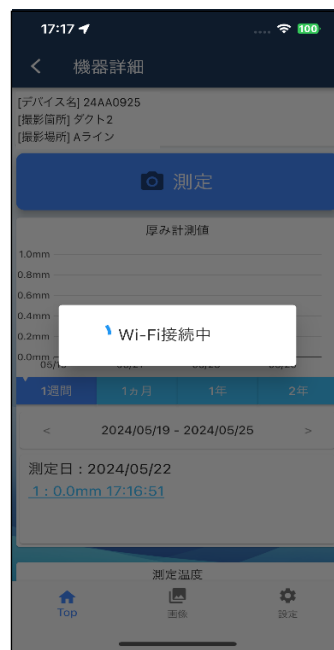 17:17
100
機器詳細
[デバイス名] 24AA0925
[撮影箇所] ダクト2
[撮影場所] Aライン
測定
厚み計測値
1.0mm
0.8mm
0.6mm
0.4mm
0.2mm
Wi-Fi接続中
0.0mm
1週間 1ヵ月 1年 2年
< 2024/05/19 - 2024/05/25 >
測定日：2024/05/22
1 : 0.0mm 17:16:51
測定温度
Top 画像 設定